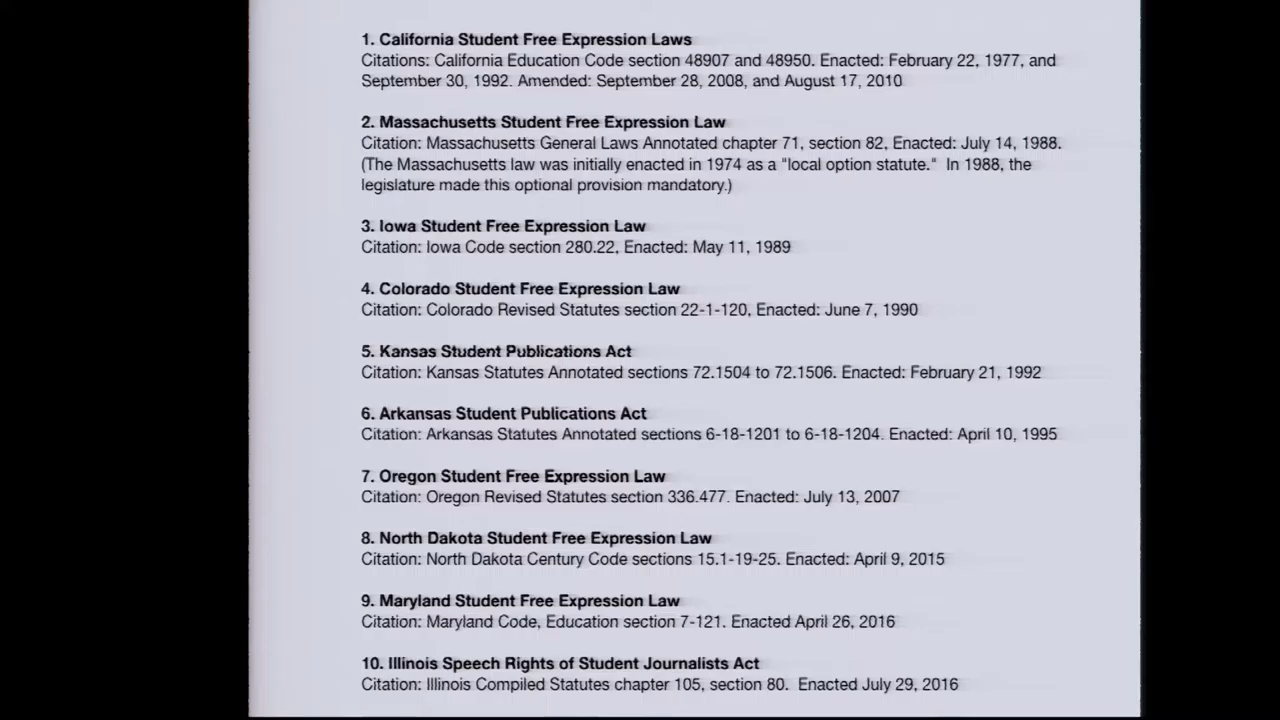 1. California Student Free Expression Laws
Citations: California Education Code section 48907 and 48950. Enacted: February 22, 1977, and
September 30, 1992. Amended: September 28, 2008, and August 17, 2010
2. Massachusetts Student Free Expression Law
Citation: Massachusetts General Laws Annotated chapter 71, section 82, Enacted: July 14, 1988.
(The Massachusetts law was initially enacted in 1974 as a "local option statute."  In 1988, the
legislature made this optional provision mandatory.)
3. Iowa Student Free Expression Law
Citation: Iowa Code section 280.22, Enacted: May 11, 1989
4. Colorado Student Free Expression Law
Citation: Colorado Revised Statutes section 22-1-120, Enacted: June 7, 1990
5. Kansas Student Publications Act
Citation: Kansas Statutes Annotated sections 72.1504 to 72.1506. Enacted: February 21, 1992
6. Arkansas Student Publications Act
Citation: Arkansas Statutes Annotated sections 6-18-1201 to 6-18-1204. Enacted: April 10, 1995
7. Oregon Student Free Expression Law
Citation: Oregon Revised Statutes section 336.477. Enacted: July 13, 2007
8. North Dakota Student Free Expression Law
Citation: North Dakota Century Code sections 15.1-19-25. Enacted: April 9, 2015
9. Maryland Student Free Expression Law
Citation: Maryland Code, Education section 7-121. Enacted April 26, 2016
10. Illinois Speech Rights of Student Journalists Act
Citation: Illinois Compiled Statutes chapter 105, section 80.  Enacted July 29, 2016